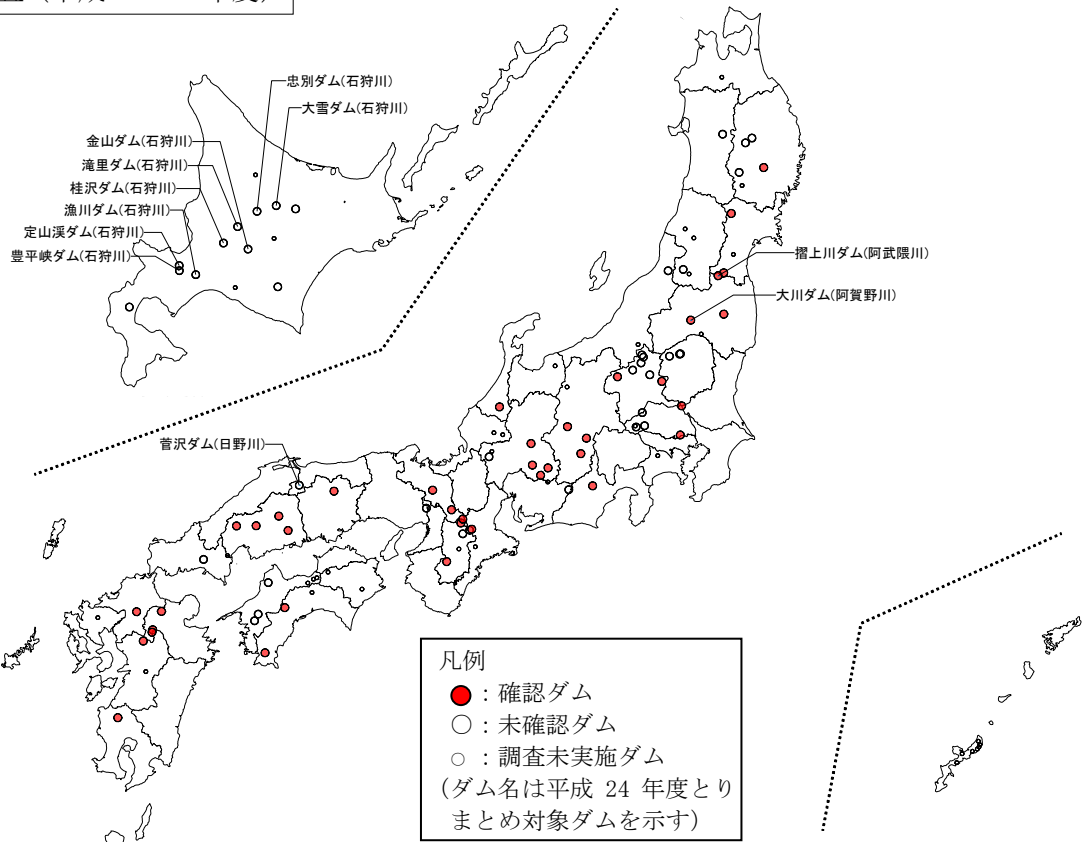 忠別ダム(石狩川)
大雪ダム(石狩川)
金山ダム(石狩川)
滝里ダム(石狩川)
桂沢ダム(石狩川)
漁川ダム(石狩川)
定山渓ダム(石狩川)
豊平峡ダム(石狩川)
摺上川ダム(阿武隈川)
大川ダム(阿賀野川)
菅沢ダム(日野川)
凡例
：確認ダム
：未確認ダム
：調査未実施ダム
(ダム名は平成 24 年度とり
まとめ対象ダムを示す)